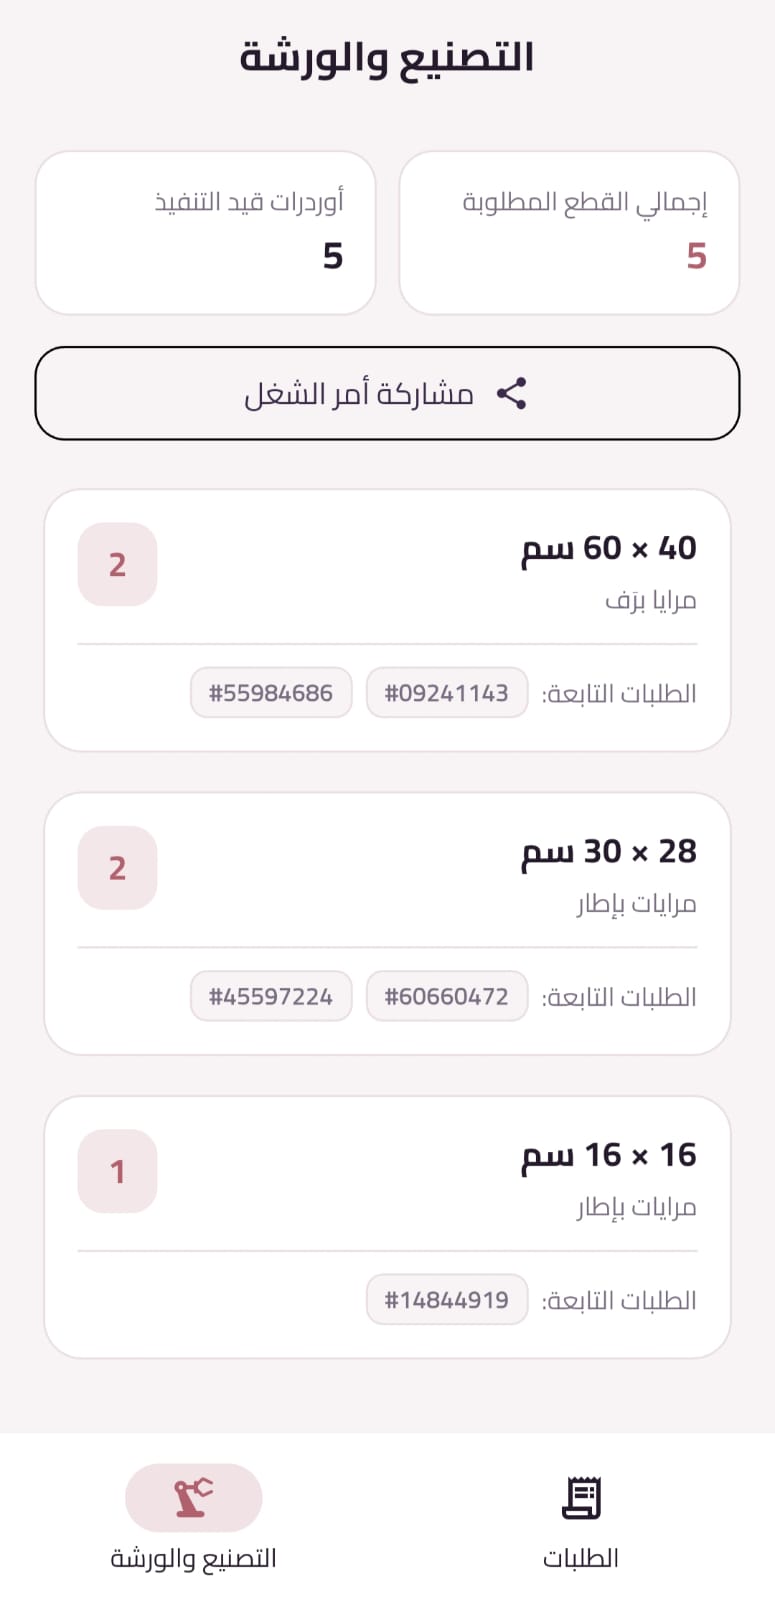 التصنيع والورشة
إجمالي القطع المطلوبة
5
أوردرات قيد التنفيذ
5
مشاركة أمر الشغل
40 × 60 سم
مرايا برَف
2
الطلبات التابعة: #09241143 #55984686
28 × 30 سم
مرايات بإطار
2
الطلبات التابعة: #60660472 #45597224
16 × 16 سم
مرايات بإطار
1
الطلبات التابعة: #14844919
الطلبات
التصنيع والورشة